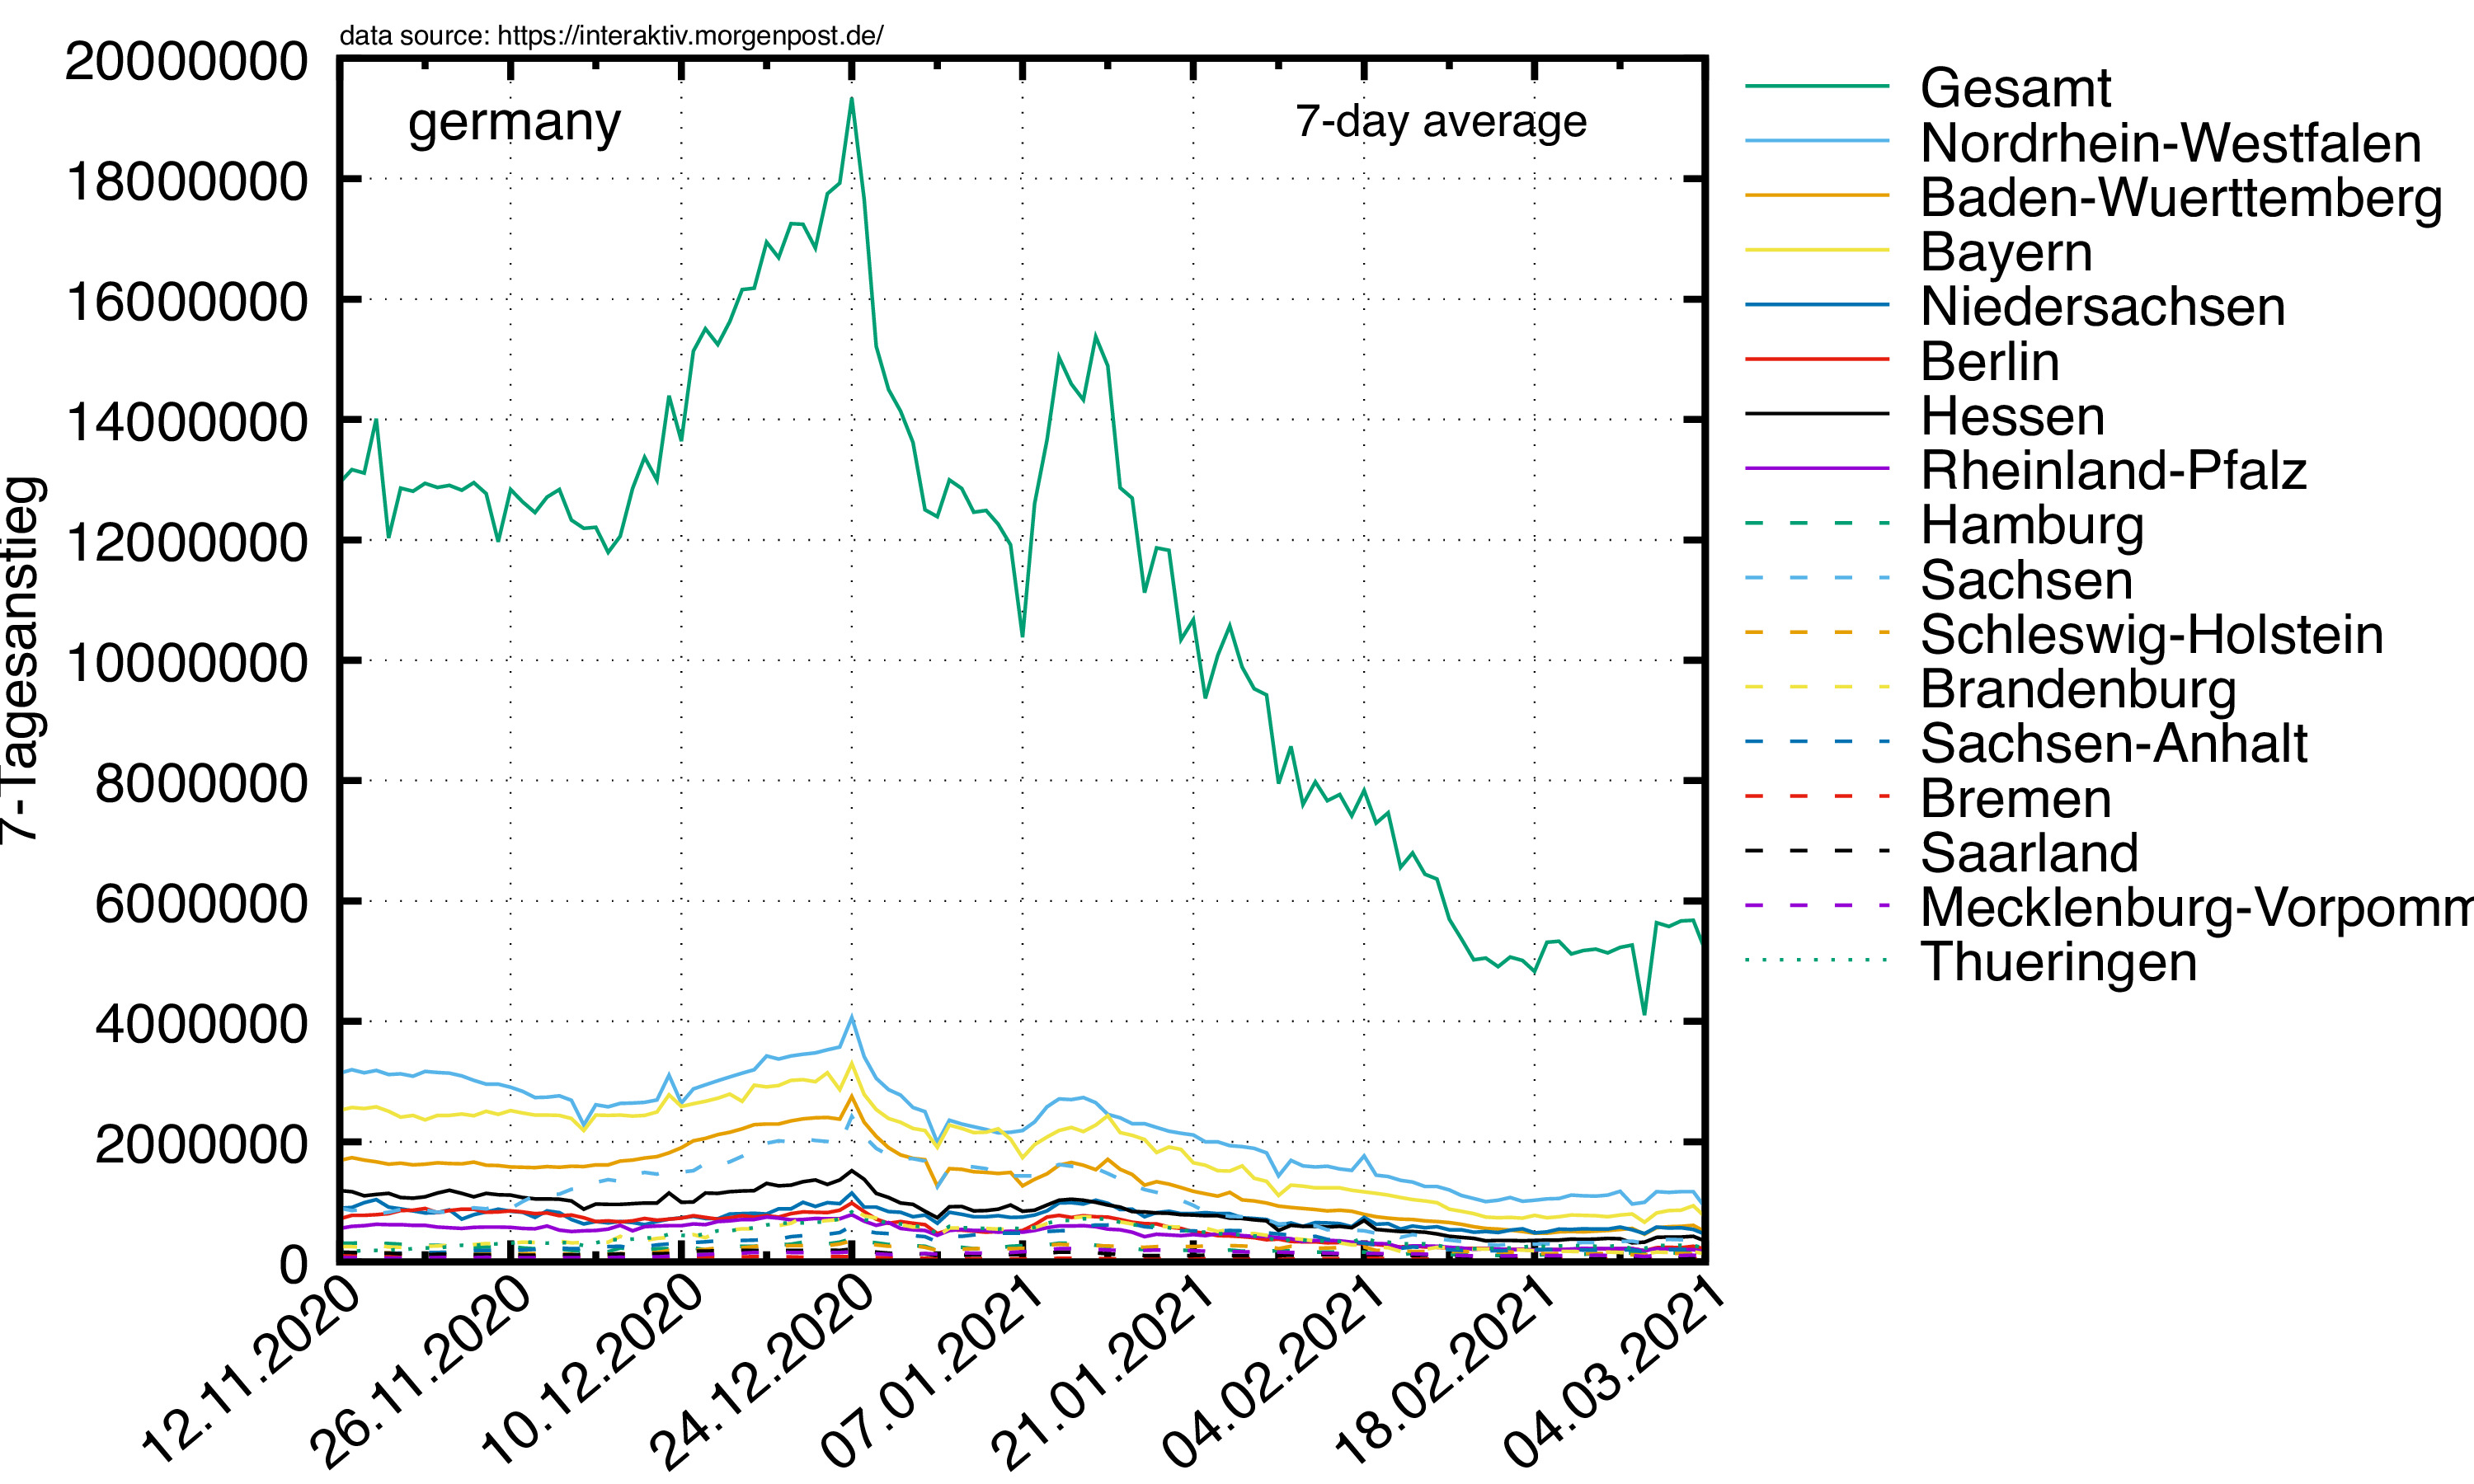 data source: https://interaktiv.morgenpost.de/
germany
7-day average
7-Tagesanstieg
20000000
18000000
16000000
14000000
12000000
10000000
8000000
6000000
4000000
2000000
0
12.11.2020
26.11.2020
10.12.2020
24.12.2020
07.01.2021
21.01.2021
04.02.2021
18.02.2021
04.03.2021
Gesamt
Nordrhein-Westfalen
Baden-Wuerttemberg
Bayern
Niedersachsen
Berlin
Hessen
Rheinland-Pfalz
Hamburg
Sachsen
Schleswig-Holstein
Brandenburg
Sachsen-Anhalt
Bremen
Saarland
Mecklenburg-Vorpomm
Thueringen